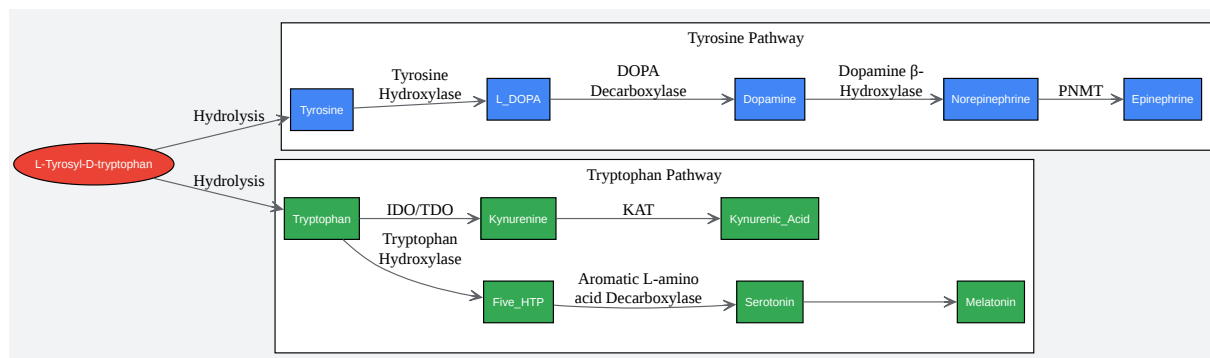 Tyrosine Pathway
Tyrosine
Hydroxylase
DOPA
Decarboxylase
Dopamine β-
Hydroxylase
PNMT
Tyrosine
L_DOPA
Dopamine
Norepinephrine
Epinephrine
Hydrolysis
L-Tyrosyl-D-tryptophan
Hydrolysis
Tryptophan Pathway
IDO/TDO
KAT
Tryptophan
Kynurenine
Kynurenic_Acid
Tryptophan
Hydroxylase
Aromatic L-amino
acid Decarboxylase
Five_HTP
Serotonin
Melatonin